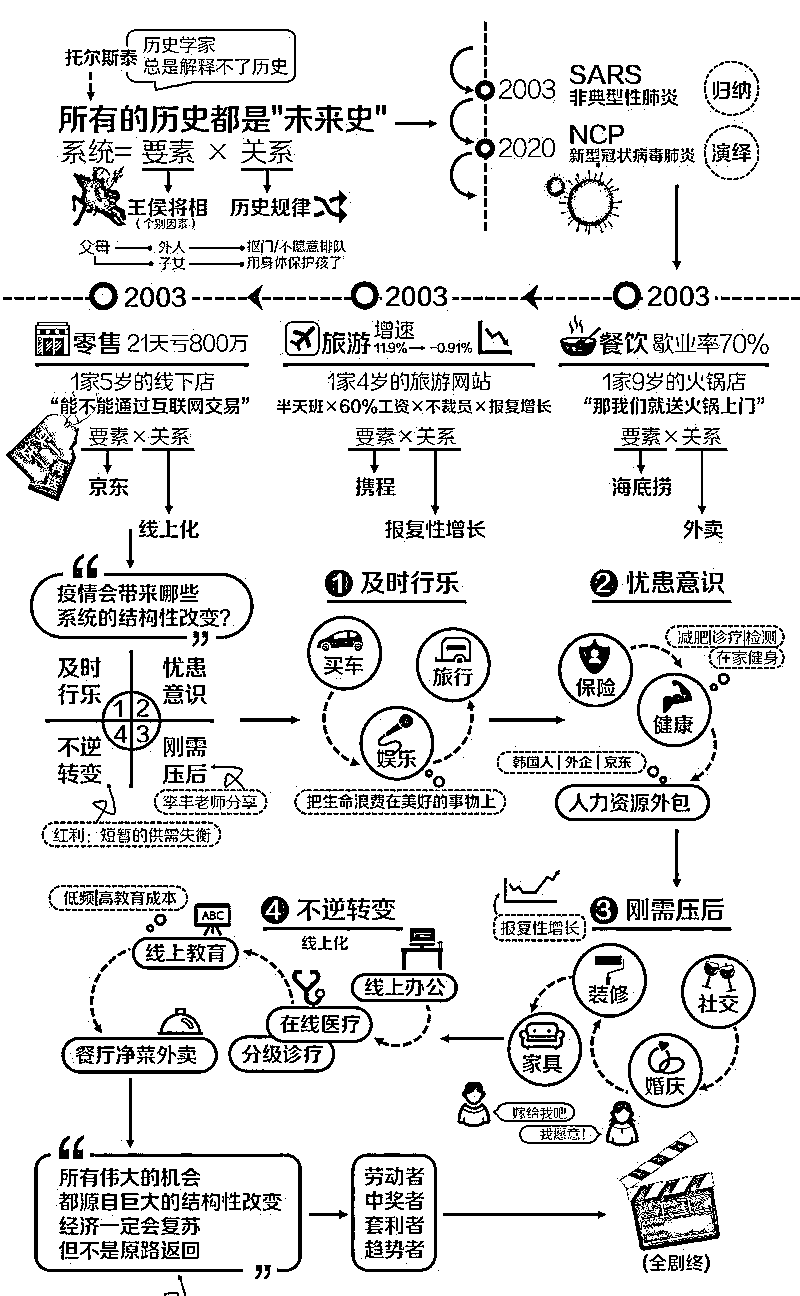 托尔斯泰
历史学家
总是解释不了历史
所有的历史都是"未来史"
系统=要素×关系
王侯将相
(个别因素)
历史规律
父母 外人 抠门/不愿意排队
子女 用身体保护孩子
2003 SARS
非典型性肺炎
归纳
2020 NCP
新型冠状病毒肺炎
演绎
2003
2003
2003
零售 21天亏800万
1家5岁的线下店
“能不能通过互联网交易”
要素×关系
京东
线上化
旅游 增速
11.9%→ -0.91%
1家4岁的旅游网站
半天班×60%工资×不裁员×报复增长
要素×关系
携程
报复性增长
餐饮 歇业率70%
1家9岁的火锅店
“那我们就送火锅上门”
要素×关系
海底捞
外卖
疫情会带来哪些
系统的结构性改变?
及时
行乐
忧患
意识
1 2
4 3
不逆
转变
刚需
压后
李丰老师分享
红利：短暂的供需失衡
1 及时行乐
买车
旅行
娱乐
把生命浪费在美好的事物上
2 忧患意识
减肥|诊疗|检测
在家健身
保险
健康
韩国人|外企|京东
人力资源外包
3 刚需压后
报复性增长
装修
社交
家具
婚庆
嫁给我吧
我愿意!
4 不逆转变
线上化
低频|高教育成本
ABC
线上教育
线上办公
在线医疗
分级诊疗
餐厅净菜外卖
“
所有伟大的机会
都源自巨大的结构性改变
经济一定会复苏
但不是原路返回
”
劳动者
中奖者
套利者
趋势者
(全剧终)